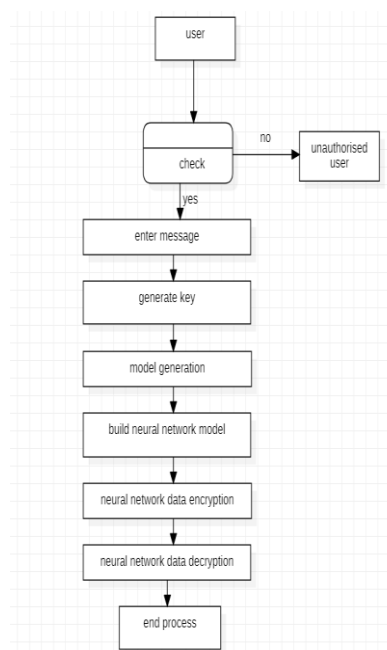 user
no
unauthorised
user
check
yes
enter message
generate key
model generation
build neural network model
neural network data encryption
neural network data decryption
end process